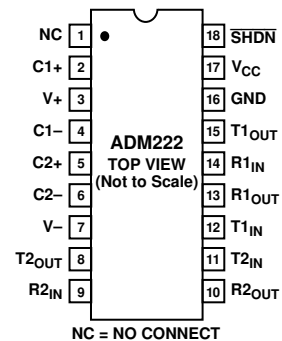 NC 1 18 SHDN
C1+ 2 17 VCC
V+ 3 16 GND
C1– 4 15 T1OUT
C2+ 5 14 R1IN
C2– 6 13 R1OUT
V– 7 12 T1IN
T2OUT 8 11 T2IN
R2IN 9 10 R2OUT
ADM222
TOP VIEW
(Not to Scale)
NC = NO CONNECT